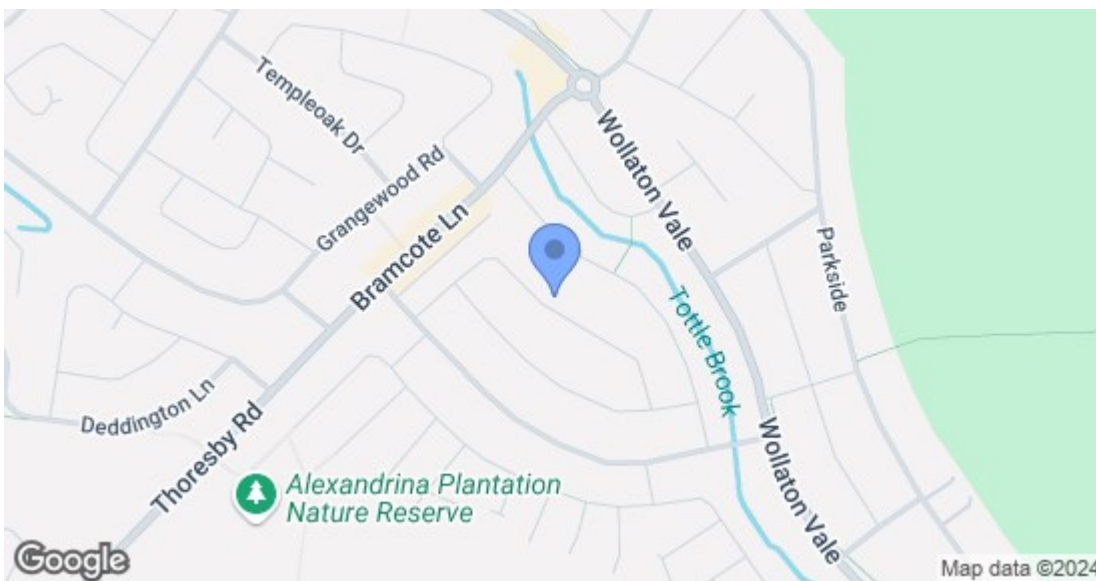 Templeoak Dr
Grangewood Rd
Bramcote Ln
Wollaton Vale
Parkside
Tottle Brook
Deddington Ln
Thoresby Rd
Wollaton Vale
Alexandrina Plantation
Nature Reserve
Google
Map data ©2024